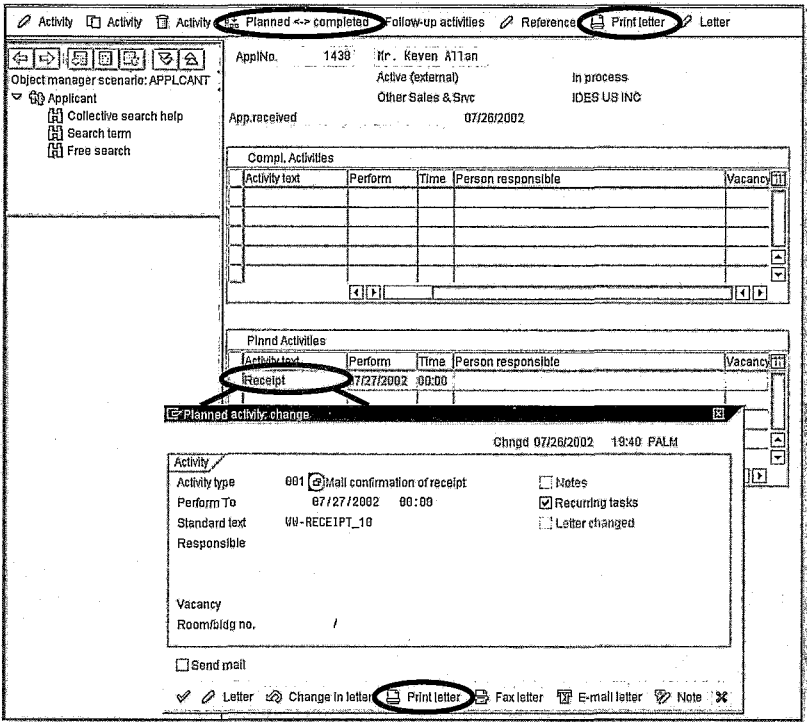 Activity Activity Activity Planned <-> completed Follow-up activities Reference Print letter Letter
Object manager scenario: APPLCANT
Applicant
Collective search help
Search term
Free search
ApplNo. 1438 Mr. Keven Allan
Active (external) In process
Other Sales & Srvc IDES US INC
App.received 07/26/2002
Compl. Activities
Activity text Perform Time Person responsible Vacancy
Plnnd Activities
Activity text Perform Time Person responsible Vacancy
Receipt 07/27/2002 00:00
Planned activity: change
Chngd 07/26/2002 19:40 PALM
Activity
Activity type 001 Mail confirmation of receipt Notes
Perform To 07/27/2002 00:00 Recurring tasks
Standard text WW-RECEIPT_10 Letter changed
Responsible
Vacancy
Room/bldg no. /
Send mail
Letter Change in letter Print letter Fax letter E-mail letter Note